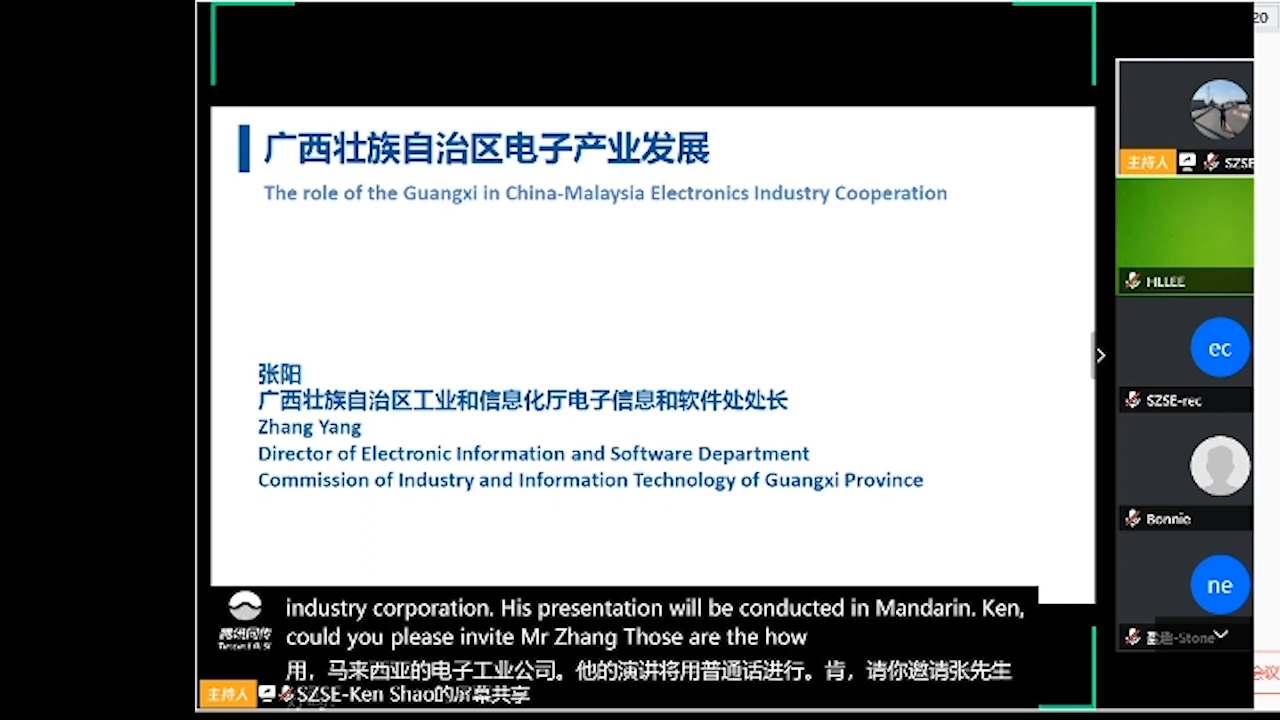 20
广西壮族自治区电子产业发展
The role of the Guangxi in China-Malaysia Electronics Industry Cooperation
张阳
广西壮族自治区工业和信息化厅电子信息和软件处处长
Zhang Yang
Director of Electronic Information and Software Department
Commission of Industry and Information Technology of Guangxi Province
industry corporation. His presentation will be conducted in Mandarin. Ken,
could you please invite Mr Zhang Those are the how
用，马来西亚的电子工业公司。他的演讲将用普通话进行。肯，请你邀请张先生
腾讯同传
主持人 SZSE-Ken Shao的屏幕共享
主持人 SZSE
HLLEE
ec
SZSE-rec
Bonnie
ne
-Stone
会议